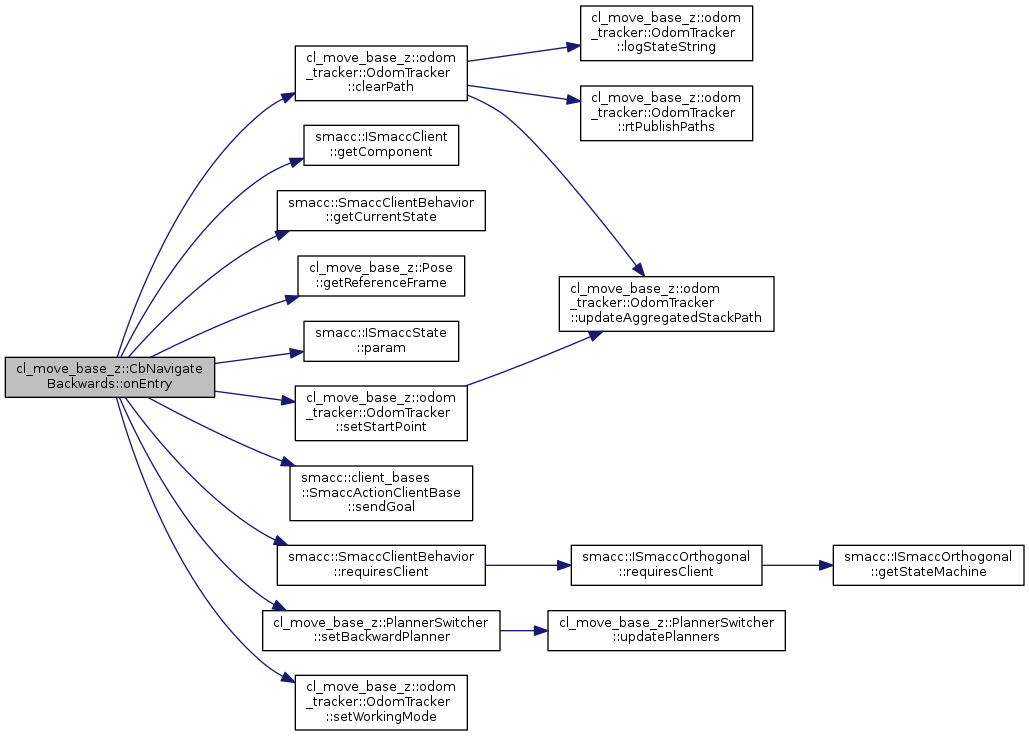 cl_move_base_z::CbNavigate
Backwards::onEntry
cl_move_base_z::odom
_tracker::OdomTracker
::clearPath
smacc::ISmaccClient
::getComponent
smacc::SmaccClientBehavior
::getCurrentState
cl_move_base_z::Pose
::getReferenceFrame
smacc::ISmaccState
::param
cl_move_base_z::odom
_tracker::OdomTracker
::setStartPoint
smacc::client_bases
::SmaccActionClientBase
::sendGoal
smacc::SmaccClientBehavior
::requiresClient
cl_move_base_z::PlannerSwitcher
::setBackwardPlanner
cl_move_base_z::odom
_tracker::OdomTracker
::setWorkingMode
cl_move_base_z::odom
_tracker::OdomTracker
::logStateString
cl_move_base_z::odom
_tracker::OdomTracker
::rtPublishPaths
cl_move_base_z::odom
_tracker::OdomTracker
::updateAggregatedStackPath
smacc::ISmaccOrthogonal
::requiresClient
cl_move_base_z::PlannerSwitcher
::updatePlanners
smacc::ISmaccOrthogonal
::getStateMachine